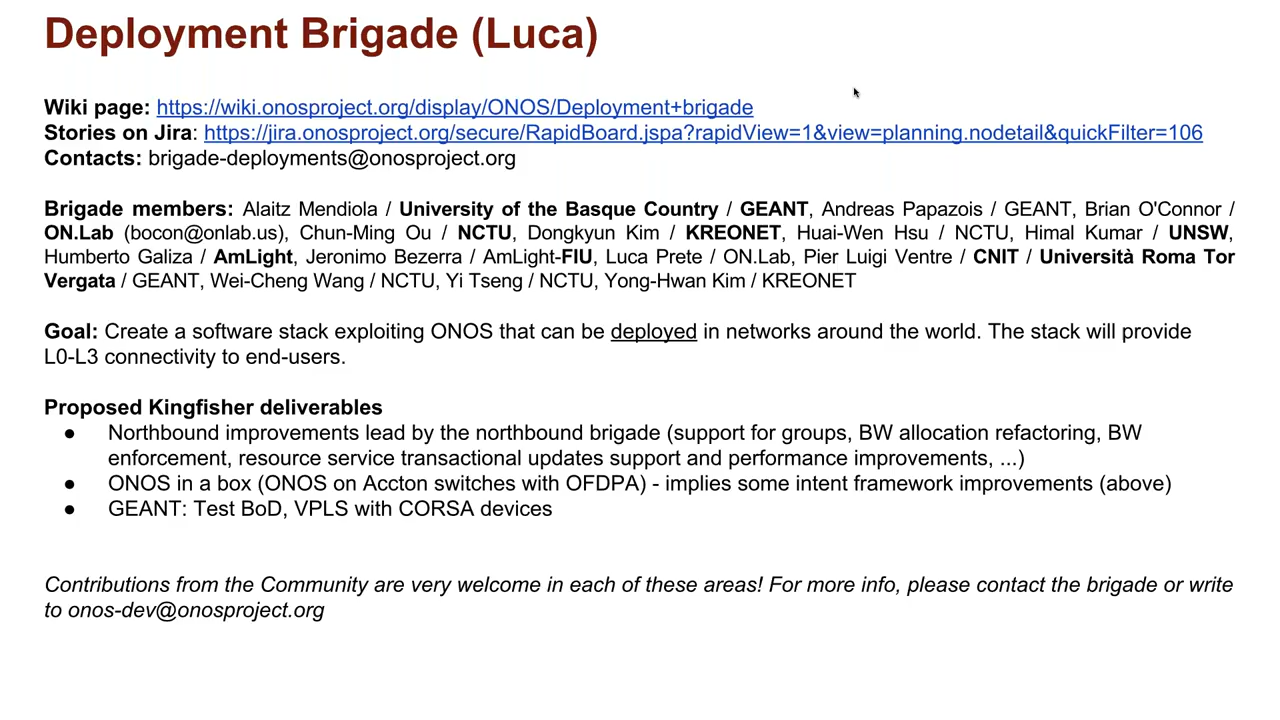 Deployment Brigade (Luca)
Wiki page: https://wiki.onosproject.org/display/ONOS/Deployment+brigade
Stories on Jira: https://jira.onosproject.org/secure/RapidBoard.jspa?rapidView=1&view=planning.nodetail&quickFilter=106
Contacts: brigade-deployments@onosproject.org
Brigade members: Alaitz Mendiola / University of the Basque Country / GEANT, Andreas Papazois / GEANT, Brian O'Connor /
ON.Lab (bocon@onlab.us), Chun-Ming Ou / NCTU, Dongkyun Kim / KREONET, Huai-Wen Hsu / NCTU, Himal Kumar / UNSW,
Humberto Galiza / AmLight, Jeronimo Bezerra / AmLight-FIU, Luca Prete / ON.Lab, Pier Luigi Ventre / CNIT / Università Roma Tor
Vergata / GEANT, Wei-Cheng Wang / NCTU, Yi Tseng / NCTU, Yong-Hwan Kim / KREONET
Goal: Create a software stack exploiting ONOS that can be deployed in networks around the world. The stack will provide
L0-L3 connectivity to end-users.
Proposed Kingfisher deliverables
● Northbound improvements lead by the northbound brigade (support for groups, BW allocation refactoring, BW
enforcement, resource service transactional updates support and performance improvements, ...)
● ONOS in a box (ONOS on Accton switches with OFDPA) - implies some intent framework improvements (above)
● GEANT: Test BoD, VPLS with CORSA devices
Contributions from the Community are very welcome in each of these areas! For more info, please contact the brigade or write
to onos-dev@onosproject.org